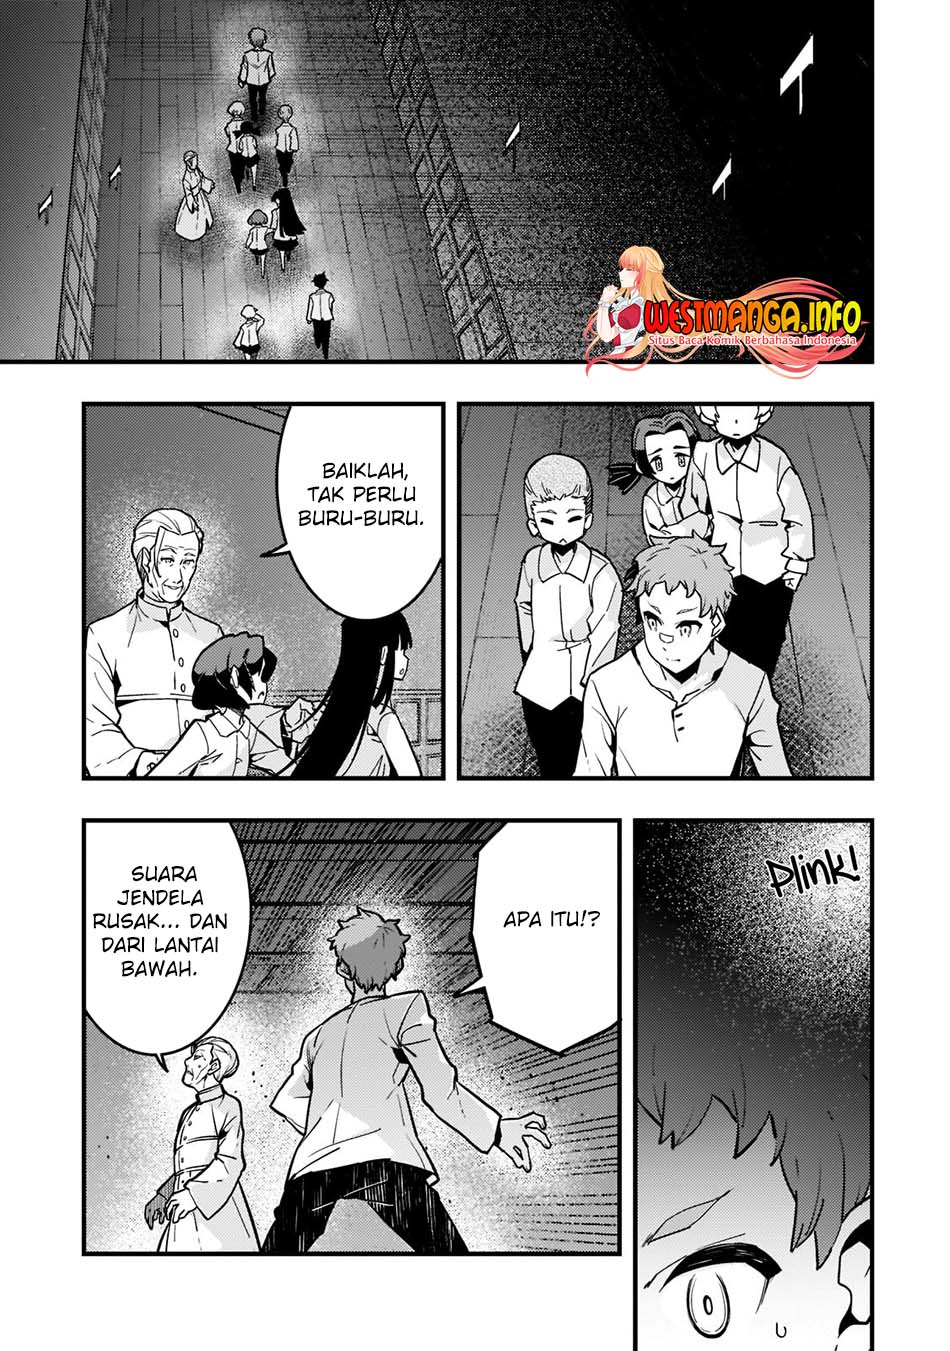 WESTMANGA.INFO
Situs Baca Komik Berbahasa Indonesia
BAIKLAH,
TAK PERLU
BURU-BURU.
Plink!
APA ITU!?
SUARA
JENDELA
RUSAK... DAN
DARI LANTAI
BAWAH.